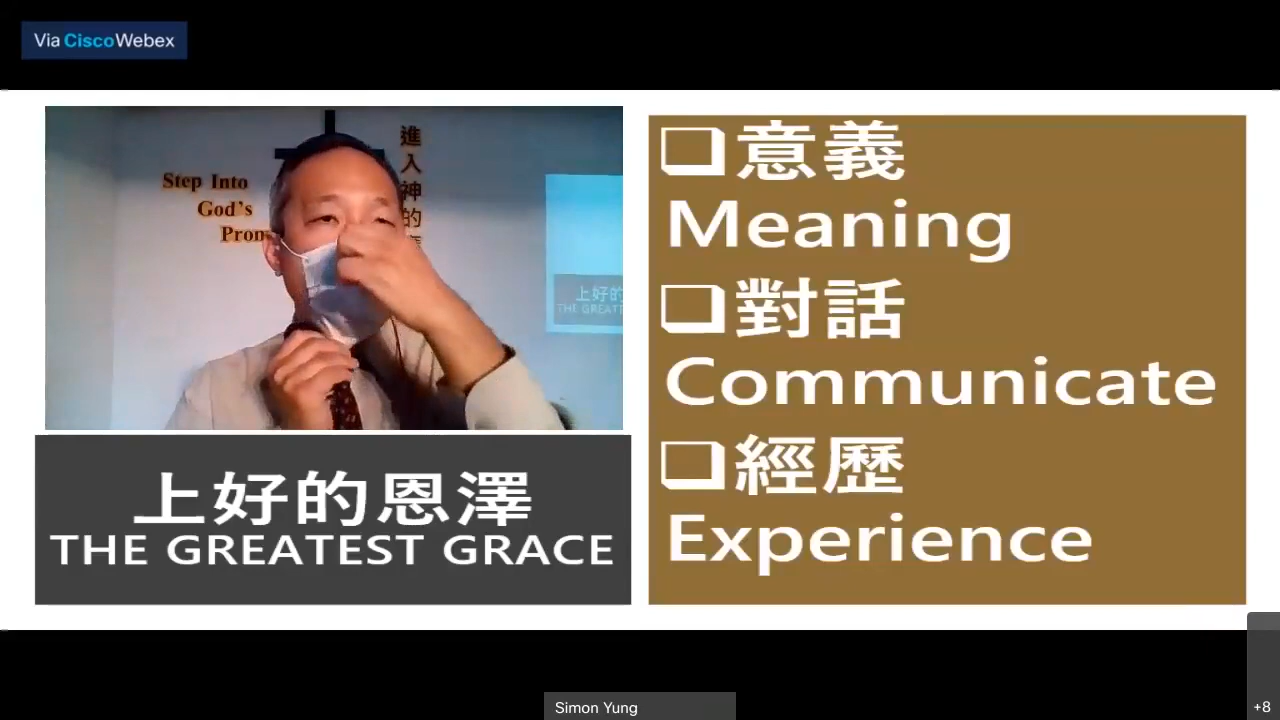 Via CiscoWebex
Step Into
God's
進入神的
上好的
THE GREATEST
上好的恩澤
THE GREATEST GRACE
❑意義
Meaning
❑對話
Communicate
❑經歷
Experience
Simon Yung
+8